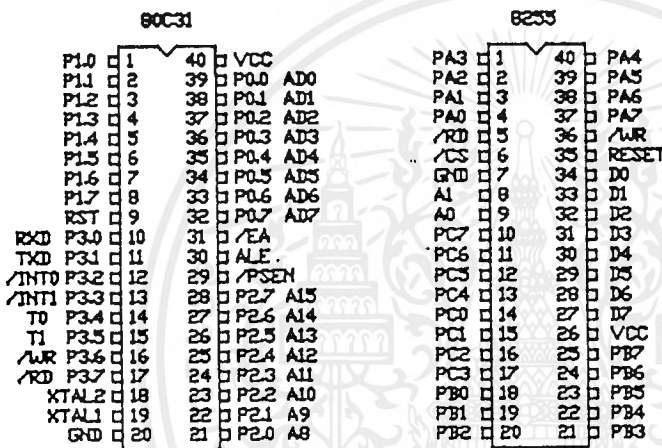 80C31
P1.0 1 40 VCC
P1.1 2 39 P0.0 AD0
P1.2 3 38 P0.1 AD1
P1.3 4 37 P0.2 AD2
P1.4 5 36 P0.3 AD3
P1.5 6 35 P0.4 AD4
P1.6 7 34 P0.5 AD5
P1.7 8 33 P0.6 AD6
RST 9 32 P0.7 AD7
RXD P3.0 10 31 /EA
TXD P3.1 11 30 ALE
/INT0 P3.2 12 29 /PSEN
/INT1 P3.3 13 28 P2.7 A15
T0 P3.4 14 27 P2.6 A14
T1 P3.5 15 26 P2.5 A13
/WR P3.6 16 25 P2.4 A12
/RD P3.7 17 24 P2.3 A11
XTAL2 18 23 P2.2 A10
XTAL1 19 22 P2.1 A9
GND 20 21 P2.0 A8
8255
PA3 1 40 PA4
PA2 2 39 PA5
PA1 3 38 PA6
PA0 4 37 PA7
/RD 5 36 /WR
/CS 6 35 RESET
GND 7 34 D0
A1 8 33 D1
A0 9 32 D2
PC7 10 31 D3
PC6 11 30 D4
PC5 12 29 D5
PC4 13 28 D6
PC0 14 27 D7
PC1 15 26 VCC
PC2 16 25 PB7
PC3 17 24 PB6
PB0 18 23 PB5
PB1 19 22 PB4
PB2 20 21 PB3